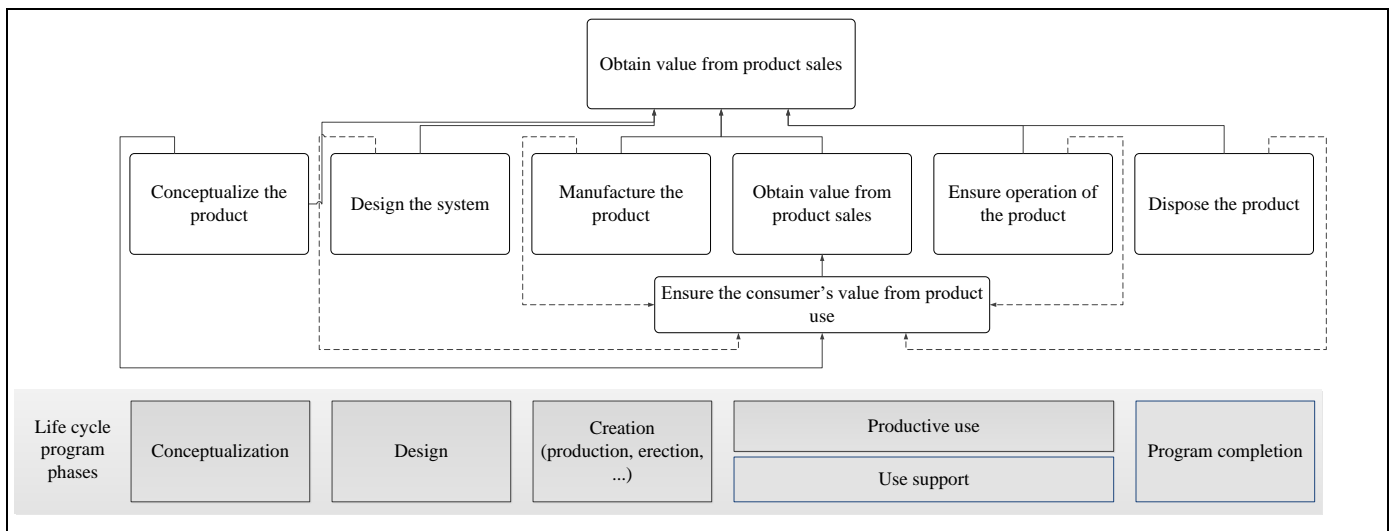 Obtain value from product sales
Conceptualize the
product
Design the system
Manufacture the
product
Obtain value from
product sales
Ensure operation of
the product
Dispose the product
Ensure the consumer’s value from product
use
Life cycle
program
phases
Conceptualization
Design
Creation
(production, erection,
...)
Productive use
Use support
Program completion